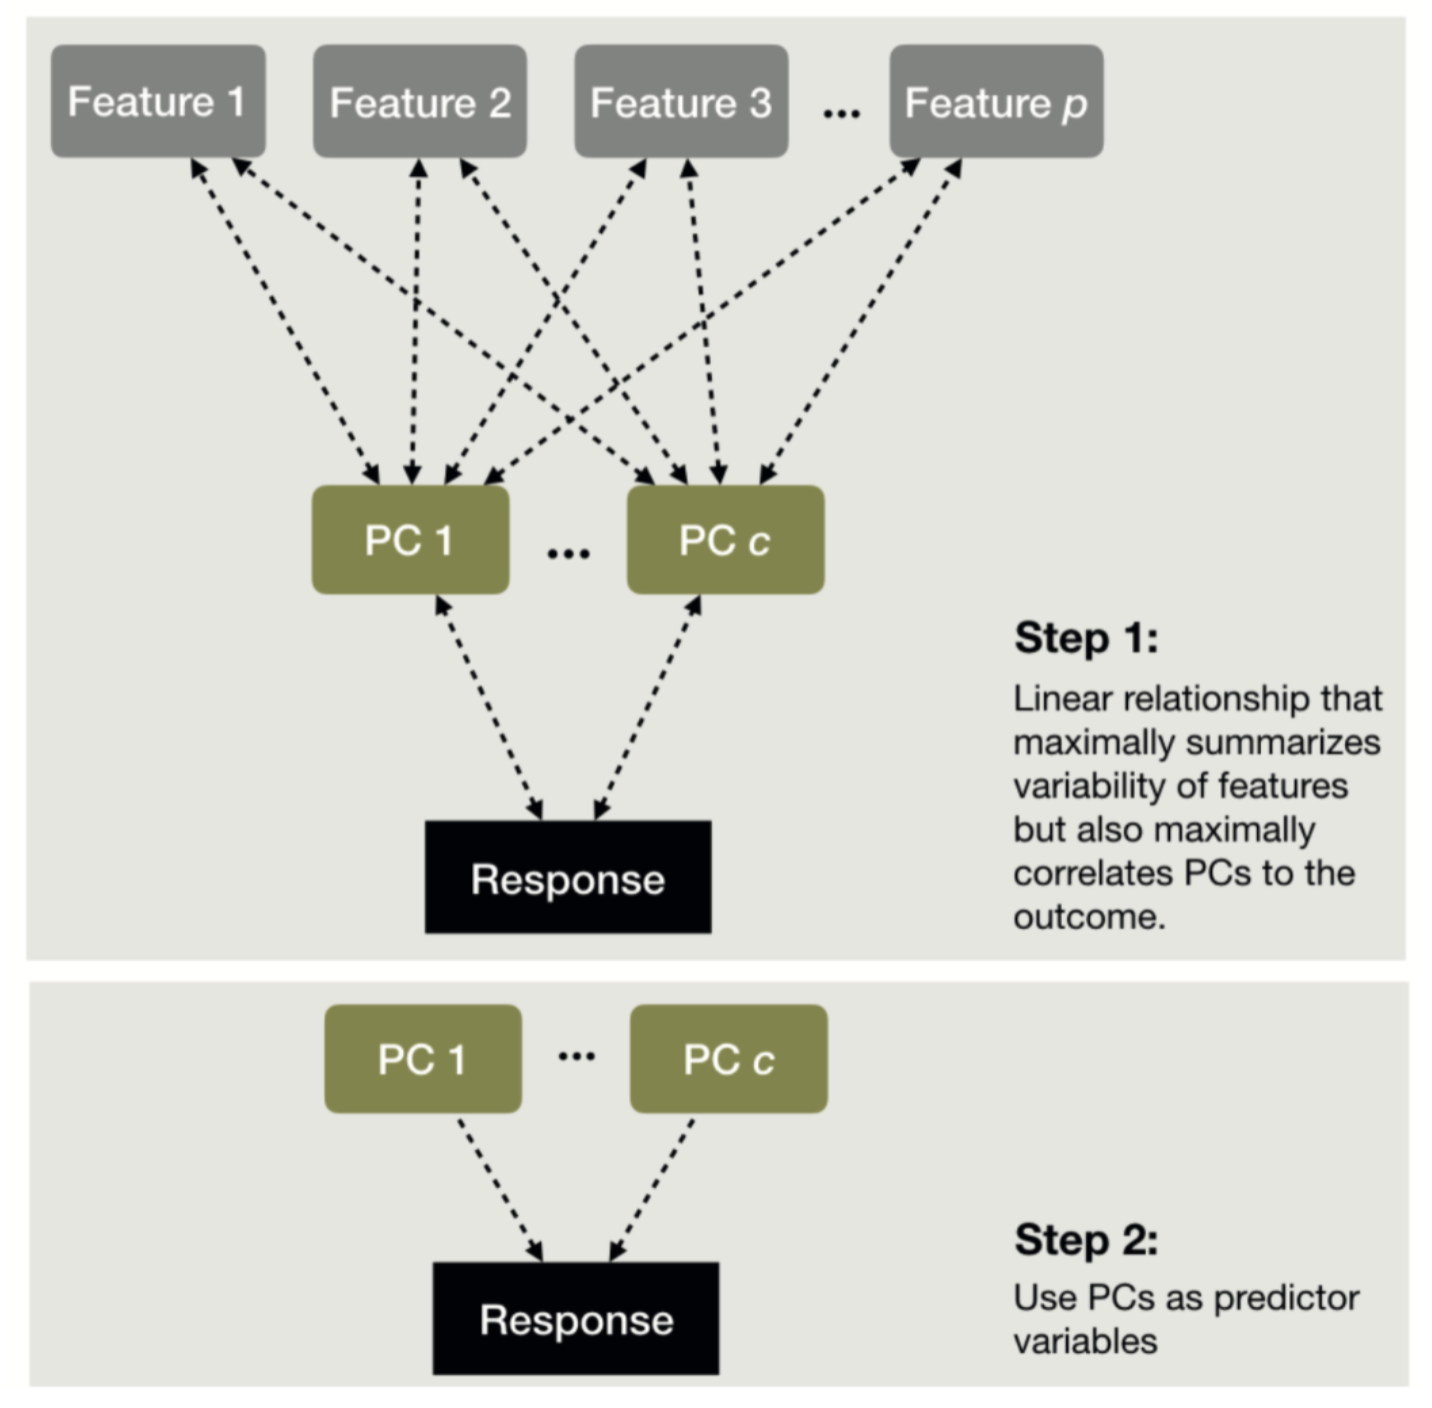 Feature 1
Feature 2
Feature 3
...
Feature p
PC 1
...
PC c
Response
Step 1:
Linear relationship that
maximally summarizes
variability of features
but also maximally
correlates PCs to the
outcome.
PC 1
...
PC c
Response
Step 2:
Use PCs as predictor
variables